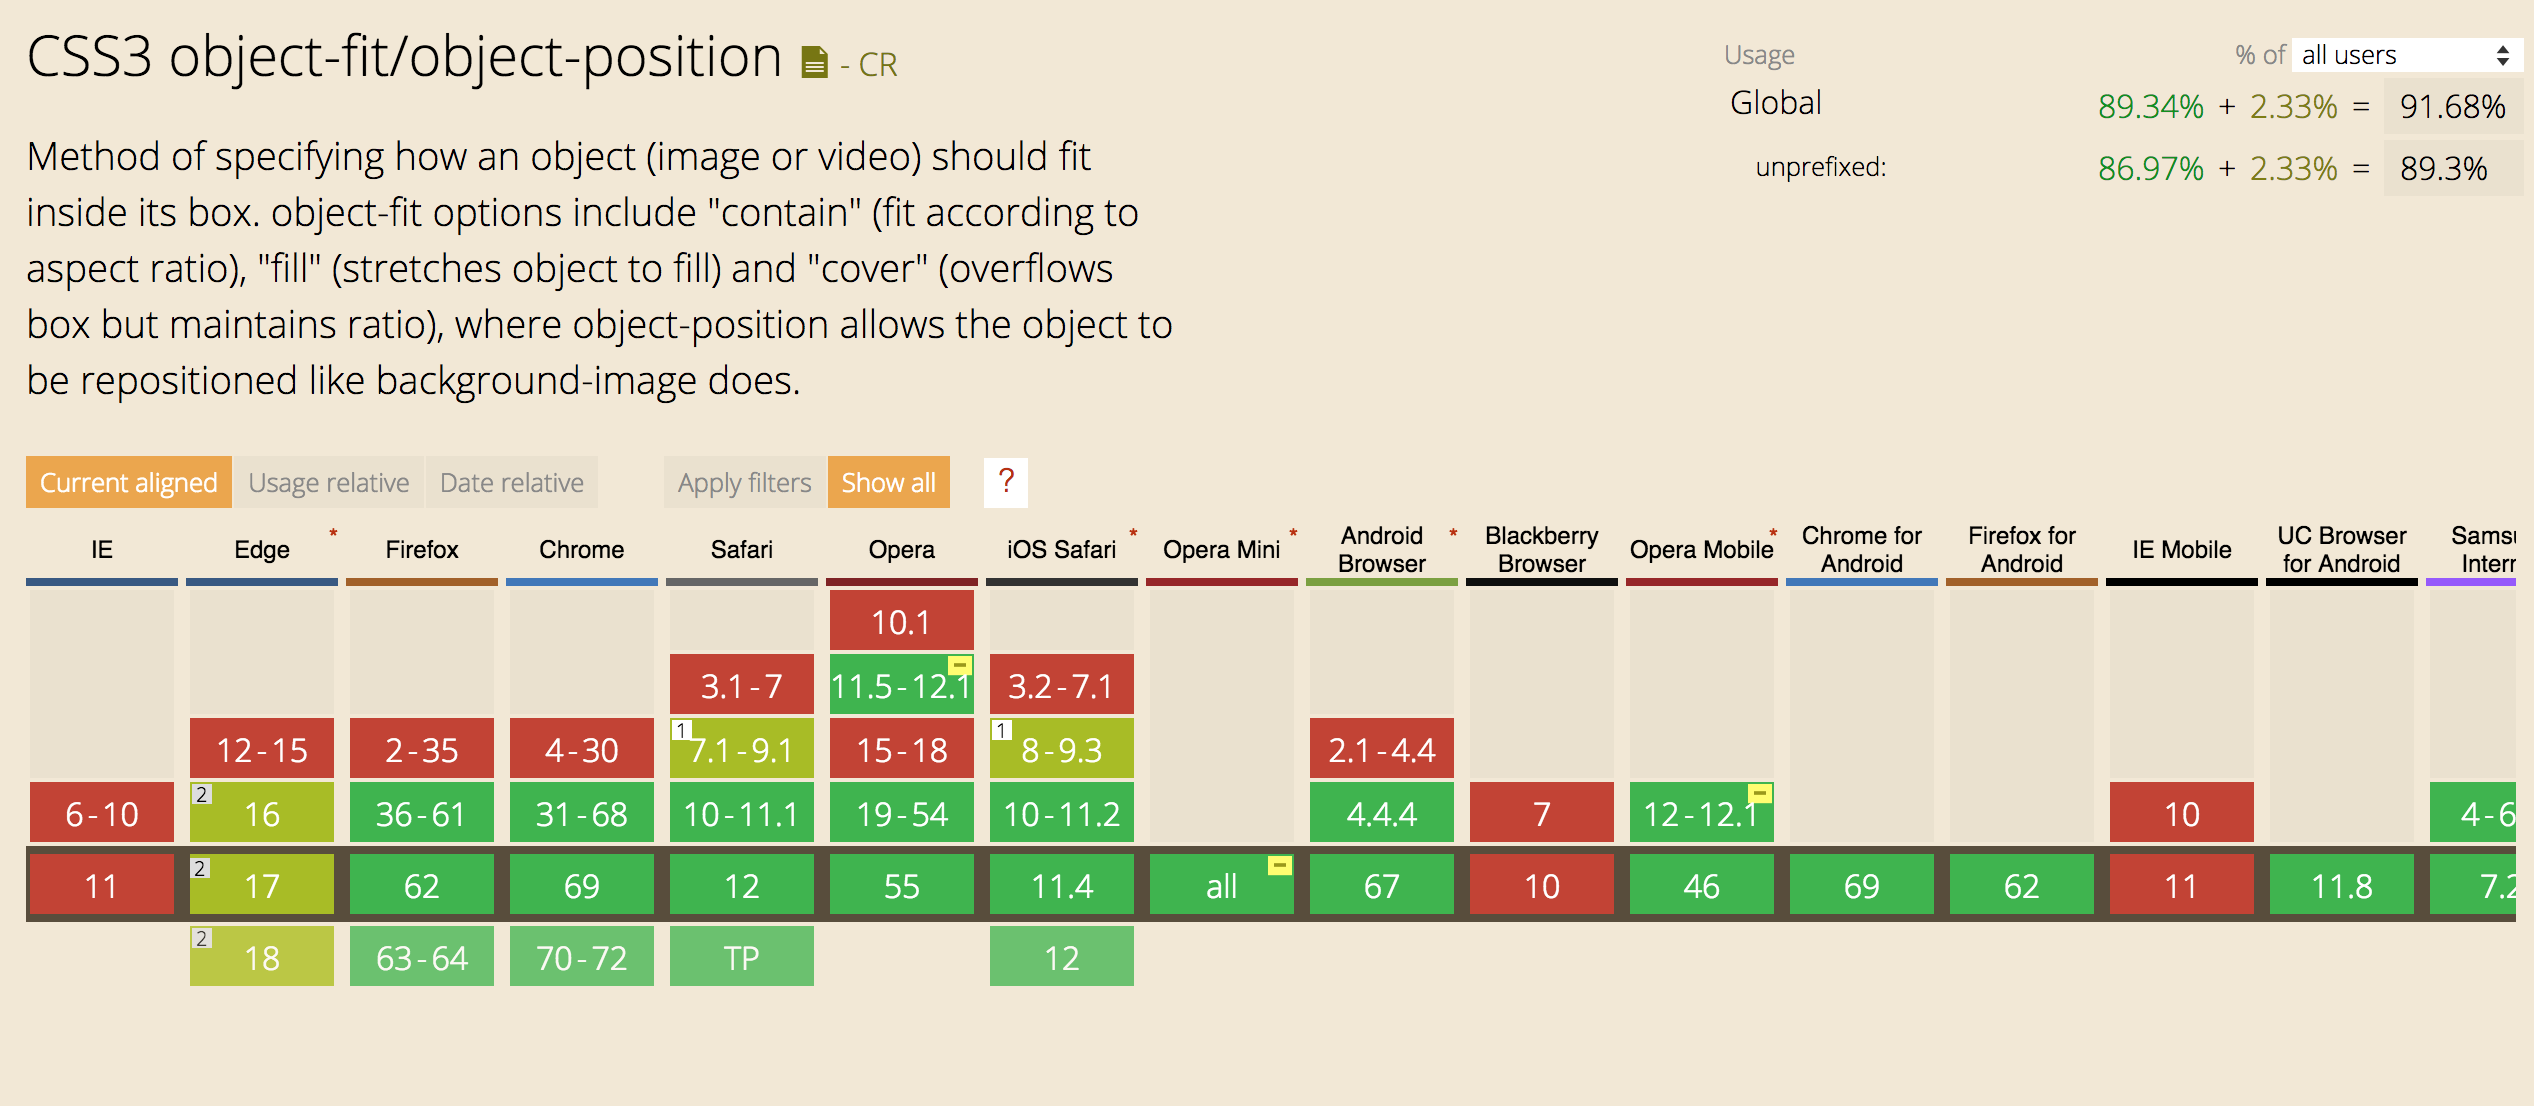 CSS3 object-fit/object-position - CR
Usage % of all users
Global 89.34% + 2.33% = 91.68%
unprefixed: 86.97% + 2.33% = 89.3%
Method of specifying how an object (image or video) should fit
inside its box. object-fit options include "contain" (fit according to
aspect ratio), "fill" (stretches object to fill) and "cover" (overflows
box but maintains ratio), where object-position allows the object to
be repositioned like background-image does.
Current aligned Usage relative Date relative Apply filters Show all ?
IE Edge * Firefox Chrome Safari Opera iOS Safari * Opera Mini * Android Browser * Blackberry Browser Opera Mobile * Chrome for Android Firefox for Android IE Mobile UC Browser for Android
10.1
3.1-7 11.5-12.1 3.2-7.1
12-15 2-35 4-30 1 7.1-9.1 15-18 1 8-9.3 2.1-4.4
6-10 2 16 36-61 31-68 10-11.1 19-54 10-11.2 4.4.4 7 12-12.1 10 4-6
11 2 17 62 69 12 55 11.4 all 67 10 46 69 62 11 11.8 7.2
2 18 63-64 70-72 TP 12